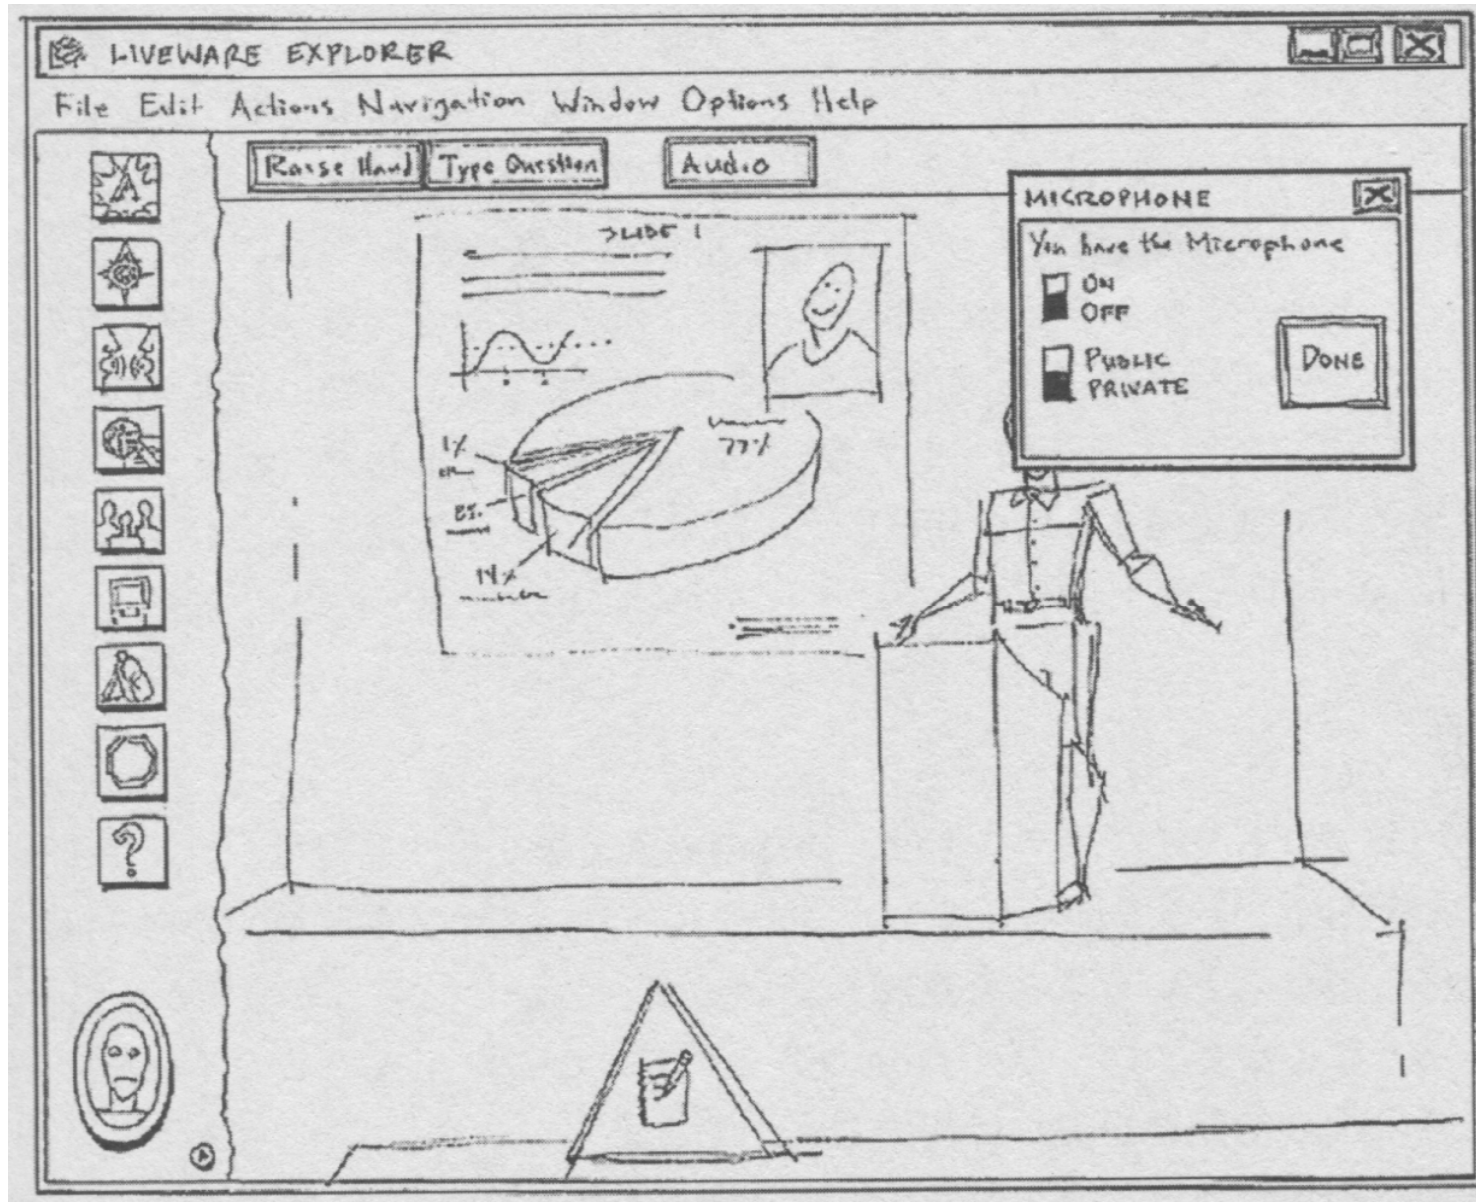 LIVEWARE EXPLORER
File Edit Actions Navigation Window Options Help
Raise Hand Type Question Audio
MICROPHONE
You have the Microphone
ON
OFF
PUBLIC
PRIVATE
DONE
SLIDE 1
1%
77%
8%
14%
?